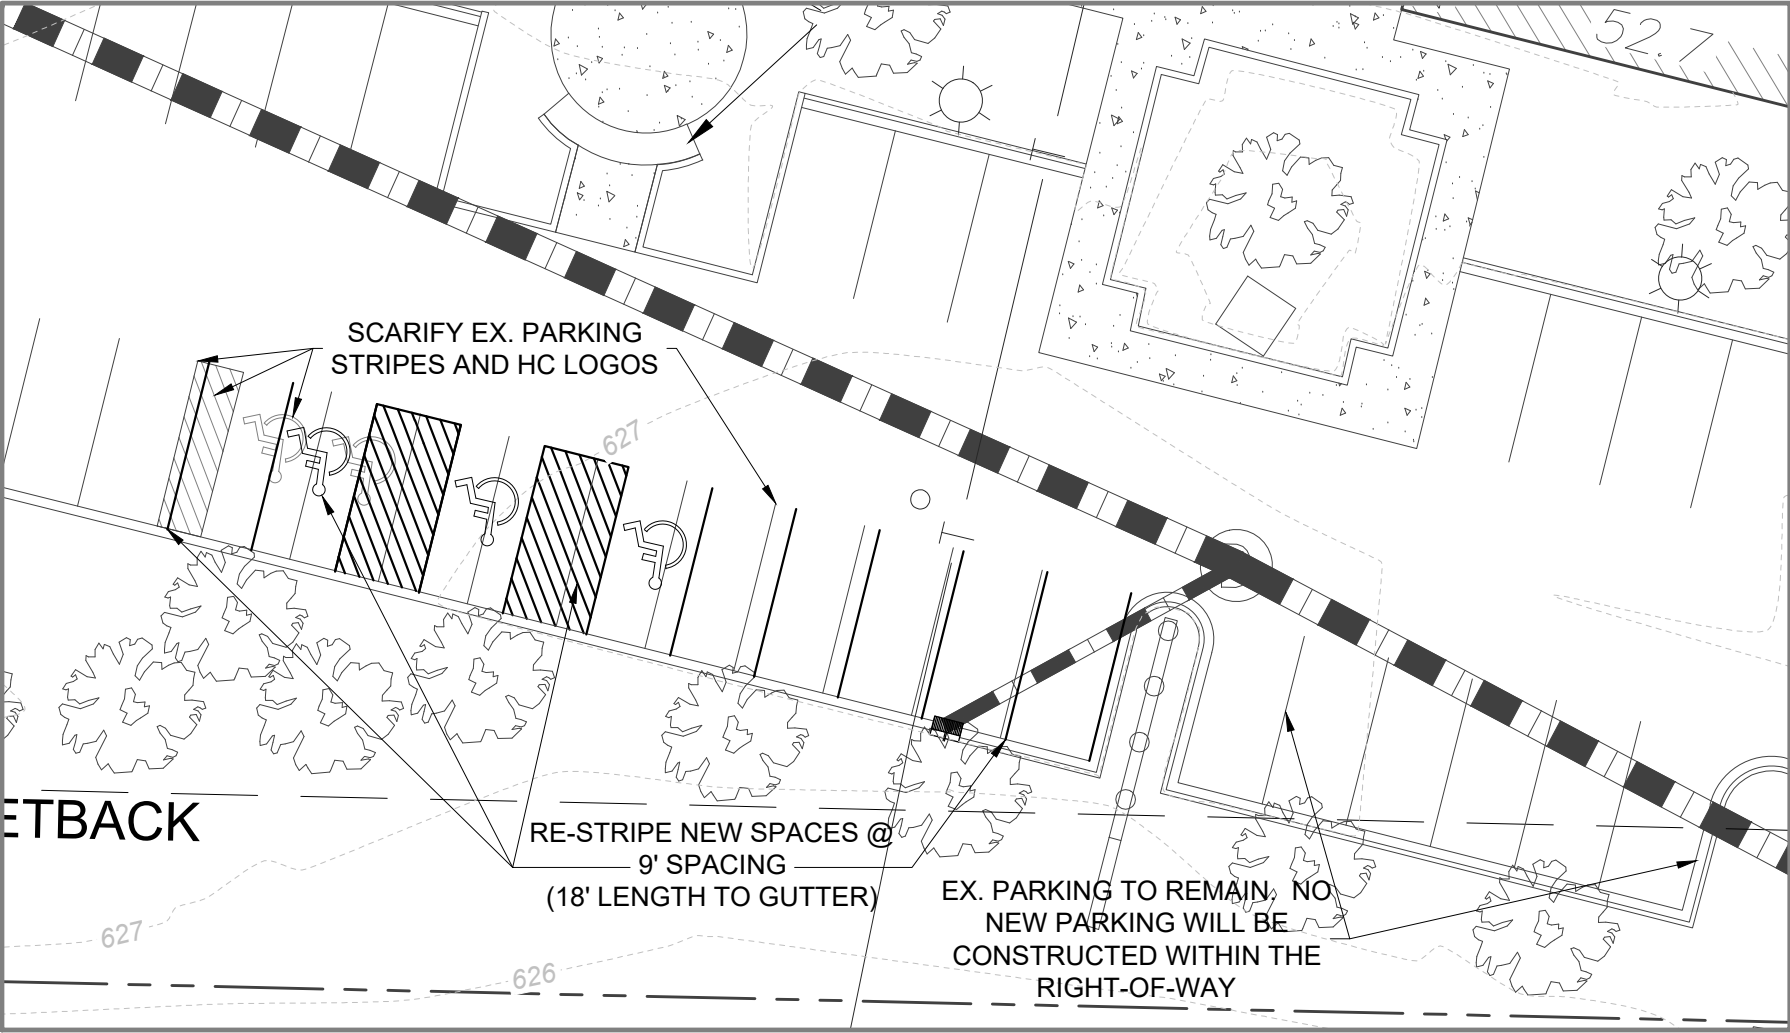 52.7
SCARIFY EX. PARKING
STRIPES AND HC LOGOS
627
ETBACK
RE-STRIPE NEW SPACES @
9' SPACING
(18' LENGTH TO GUTTER)
EX. PARKING TO REMAIN. NO
NEW PARKING WILL BE
CONSTRUCTED WITHIN THE
RIGHT-OF-WAY
627
626